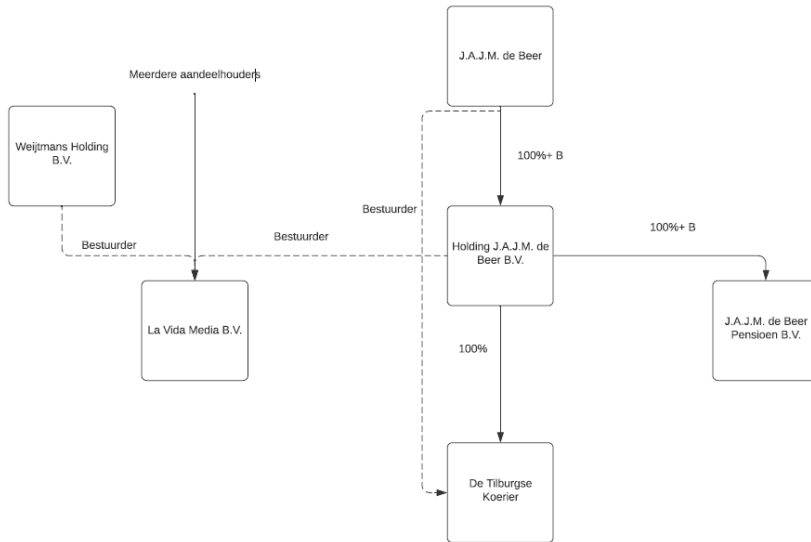 J.A.J.M. de Beer
Meerdere aandeelhouders
Weijtmans Holding
B.V.
100%+ B
Bestuurder
100%+ B
Bestuurder
Bestuurder
Holding J.A.J.M. de
Beer B.V.
La Vida Media B.V.
J.A.J.M. de Beer
Pensioen B.V.
100%
De Tilburgse
Koerier